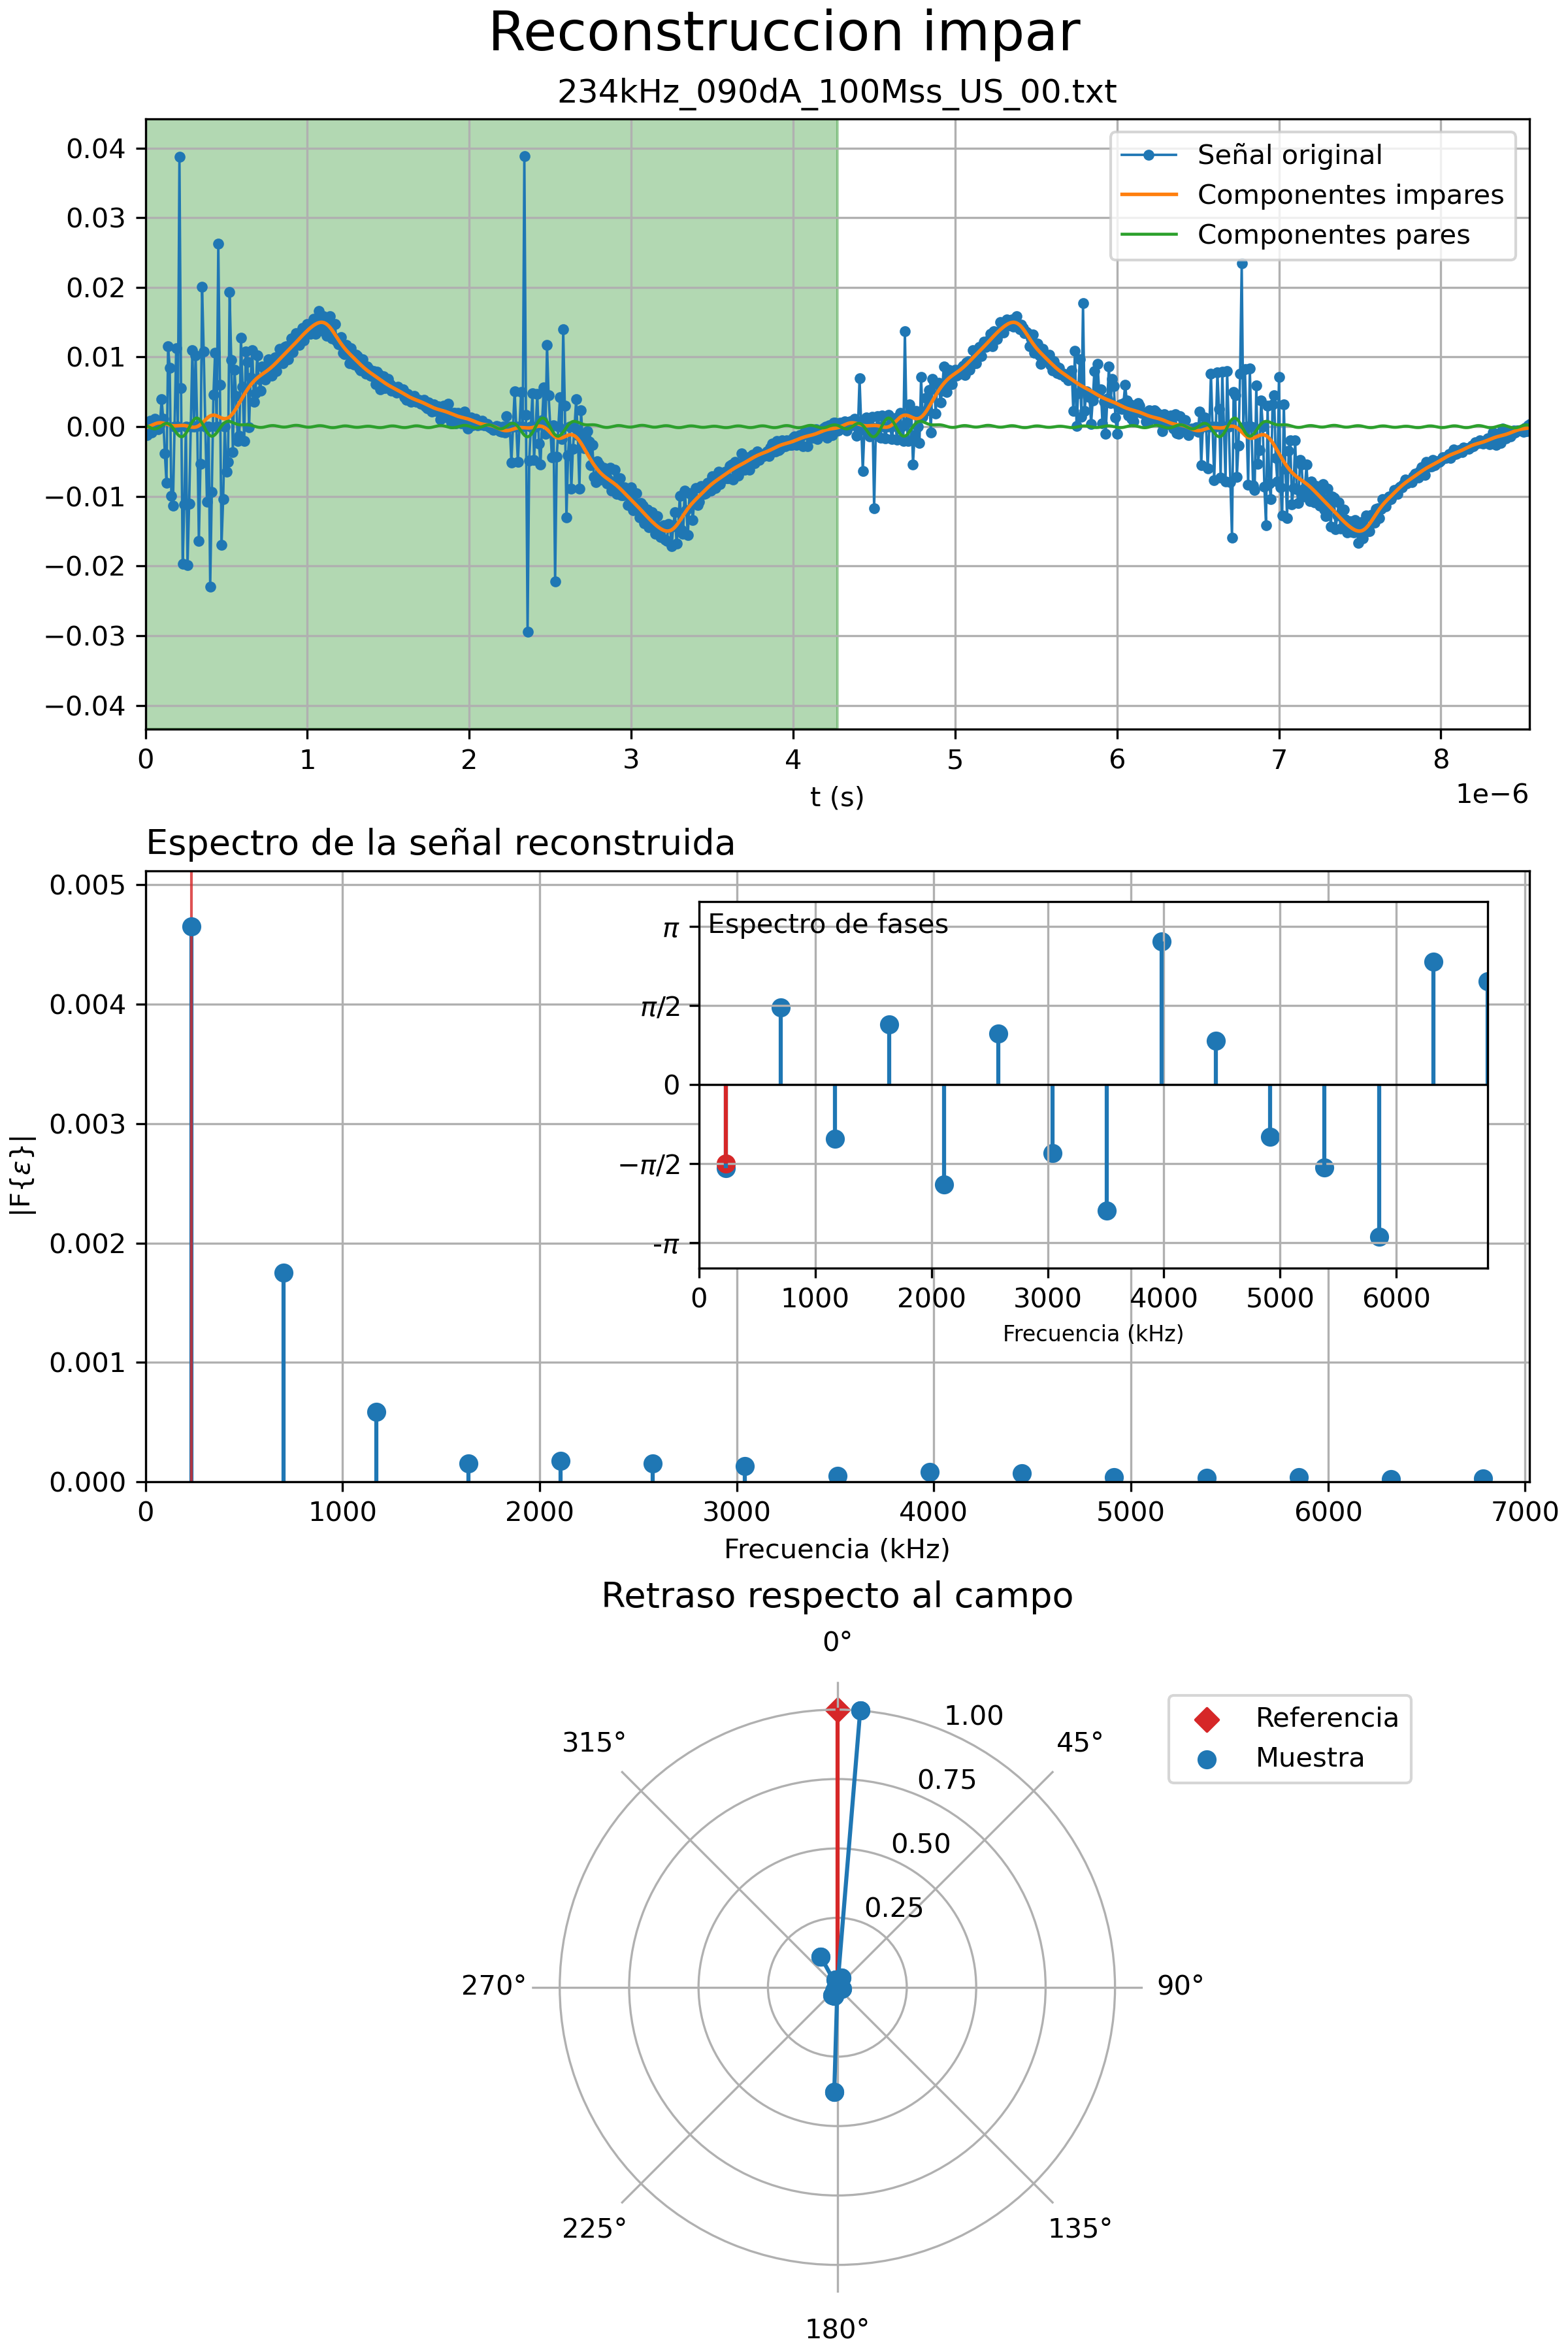 Reconstruccion impar
234kHz_090dA_100Mss_US_00.txt
0.04
0.03
0.02
0.01
0.00
−0.01
−0.02
−0.03
−0.04
Señal original
Componentes impares
Componentes pares
0 1 2 3 4 5 6 7 8
t (s)
1e−6
Espectro de la señal reconstruida
0.005
0.004
0.003
0.002
0.001
0.000
|F{ε}|
Espectro de fases
π
π/2
0
−π/2
-π
0 1000 2000 3000 4000 5000 6000
Frecuencia (kHz)
0 1000 2000 3000 4000 5000 6000 7000
Frecuencia (kHz)
Retraso respecto al campo
0°
45°
90°
135°
180°
225°
270°
315°
1.00
0.75
0.50
0.25
Referencia
Muestra